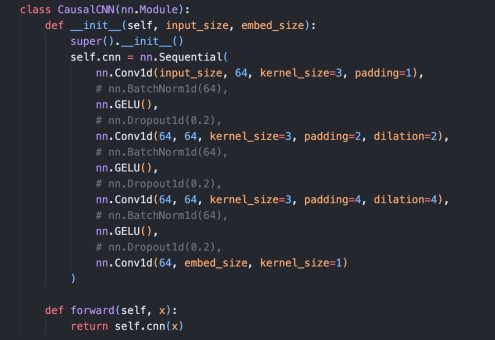 class CausalCNN(nn.Module):
    def __init__(self, input_size, embed_size):
        super().__init__()
        self.cnn = nn.Sequential(
            nn.Conv1d(input_size, 64, kernel_size=3, padding=1),
            # nn.BatchNorm1d(64),
            nn.GELU(),
            # nn.Dropout1d(0.2),
            nn.Conv1d(64, 64, kernel_size=3, padding=2, dilation=2),
            # nn.BatchNorm1d(64),
            nn.GELU(),
            # nn.Dropout1d(0.2),
            nn.Conv1d(64, 64, kernel_size=3, padding=4, dilation=4),
            # nn.BatchNorm1d(64),
            nn.GELU(),
            # nn.Dropout1d(0.2),
            nn.Conv1d(64, embed_size, kernel_size=1)
        )
    def forward(self, x):
        return self.cnn(x)